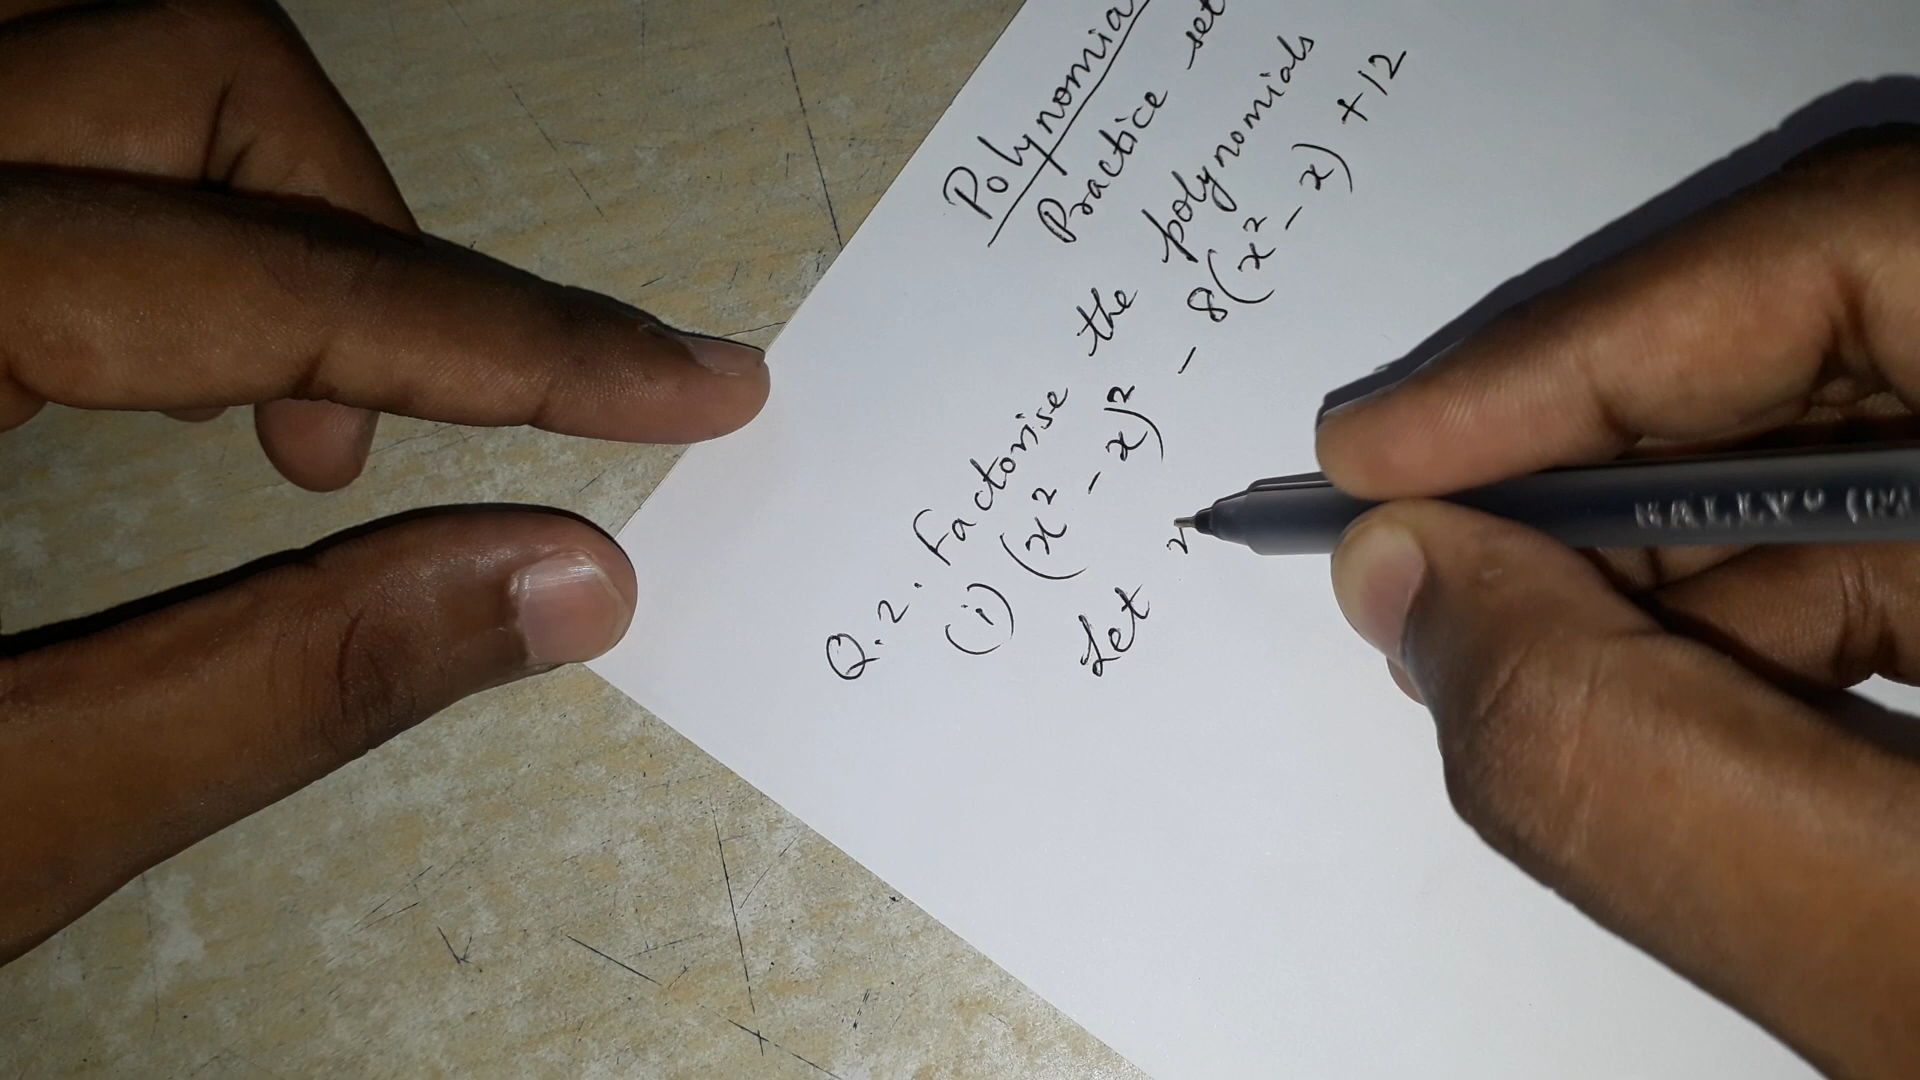 Polynomia
Practice set
Q.2. Factorise the polynomials
(i) (x² - x)² - 8(x² - x) + 12
Let